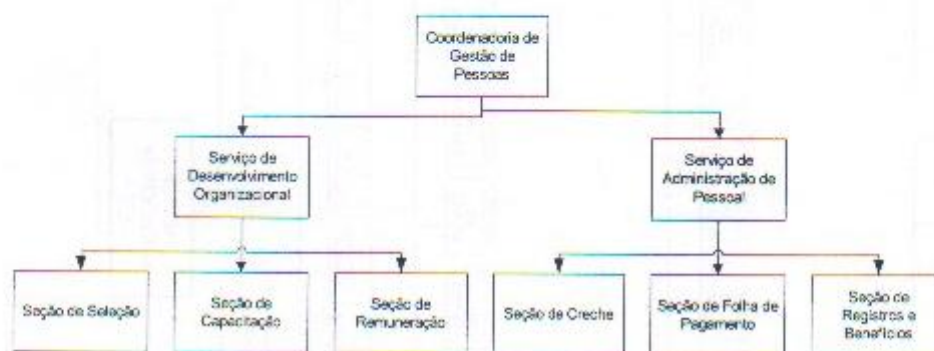 Coordenadoria de
Gestão de
Pessoas
Serviço de
Desenvolvimento
Organizacional
Serviço de
Administração de
Pessoal
Seção de Seleção
Seção de
Capacitação
Seção de
Remuneração
Seção de Creche
Seção de Folha de
Pagamento
Seção de
Registros e
Benefícios